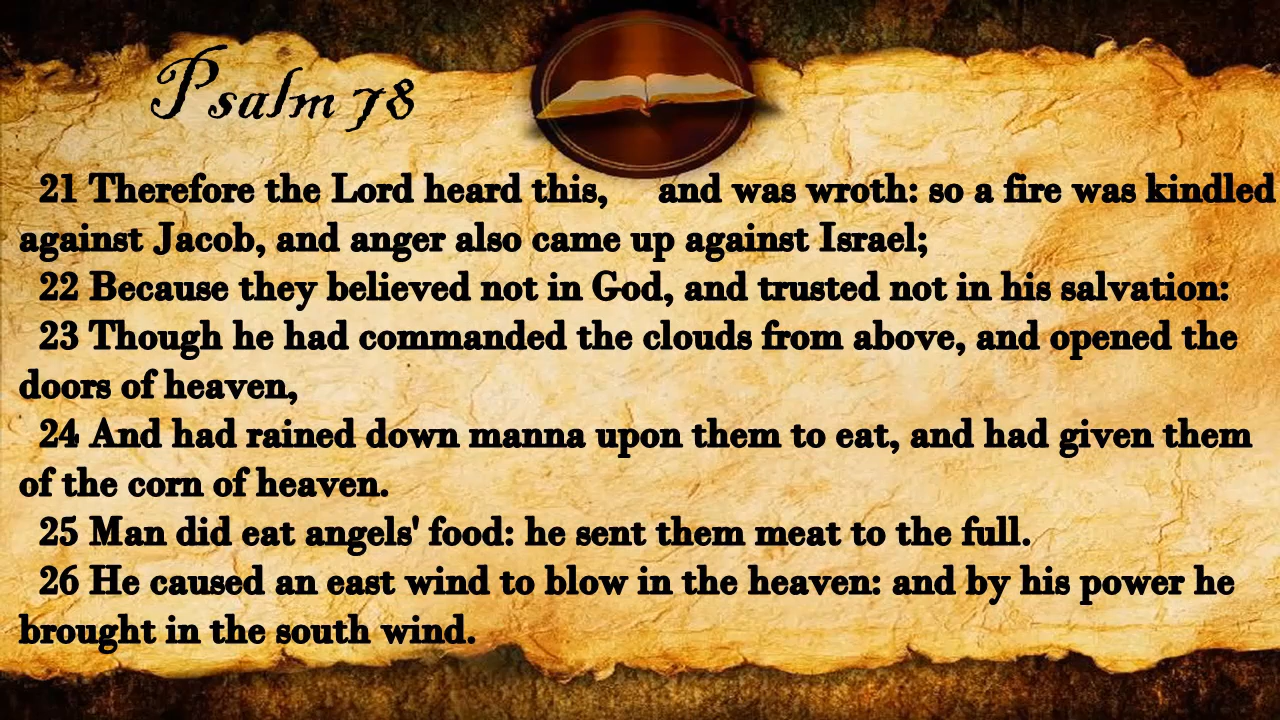 Psalm 78
21 Therefore the Lord heard this, and was wroth: so a fire was kindled
against Jacob, and anger also came up against Israel;
22 Because they believed not in God, and trusted not in his salvation:
23 Though he had commanded the clouds from above, and opened the
doors of heaven,
24 And had rained down manna upon them to eat, and had given them
of the corn of heaven.
25 Man did eat angels' food: he sent them meat to the full.
26 He caused an east wind to blow in the heaven: and by his power he
brought in the south wind.